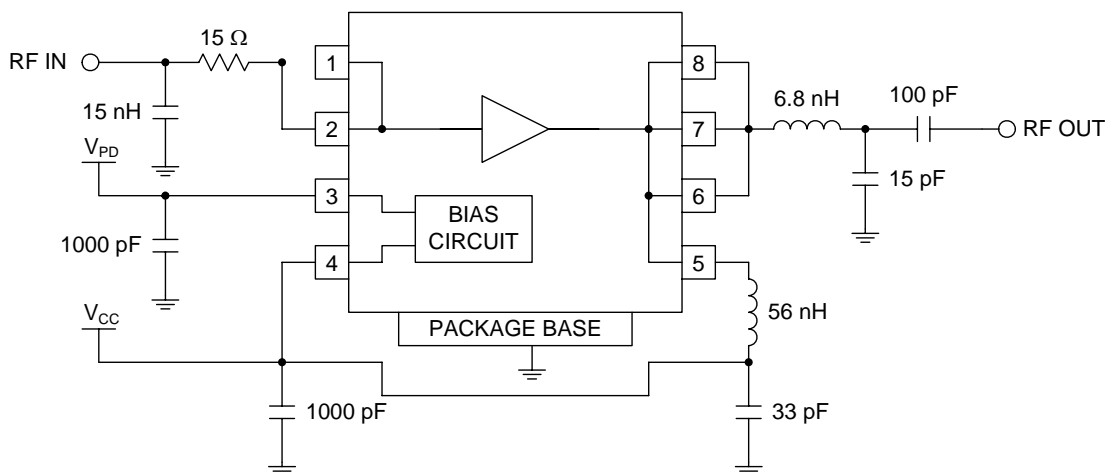 15 Ω
RF IN
1
8
100 pF
6.8 nH
15 nH
2
7
RF OUT
V_PD
15 pF
3
6
BIAS
CIRCUIT
1000 pF
4
5
V_CC
56 nH
PACKAGE BASE
1000 pF
33 pF